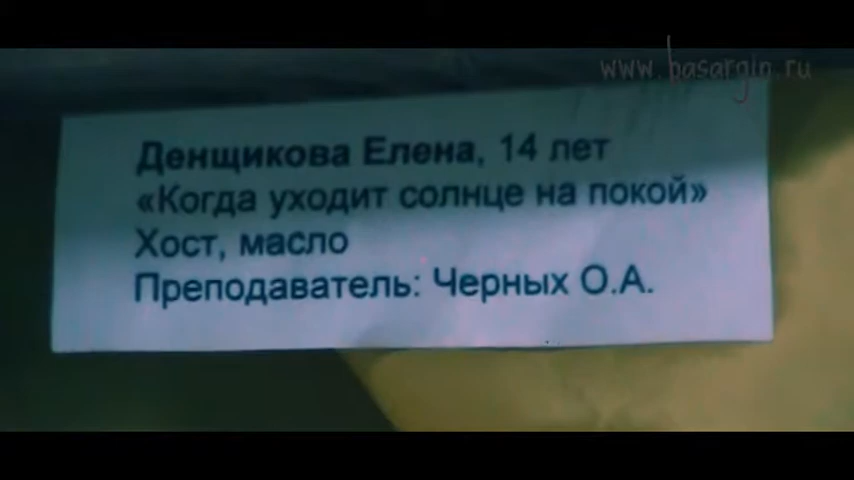 www.basargin.ru
Денщикова Елена, 14 лет
«Когда уходит солнце на покой»
Хост, масло
Преподаватель: Черных О.А.